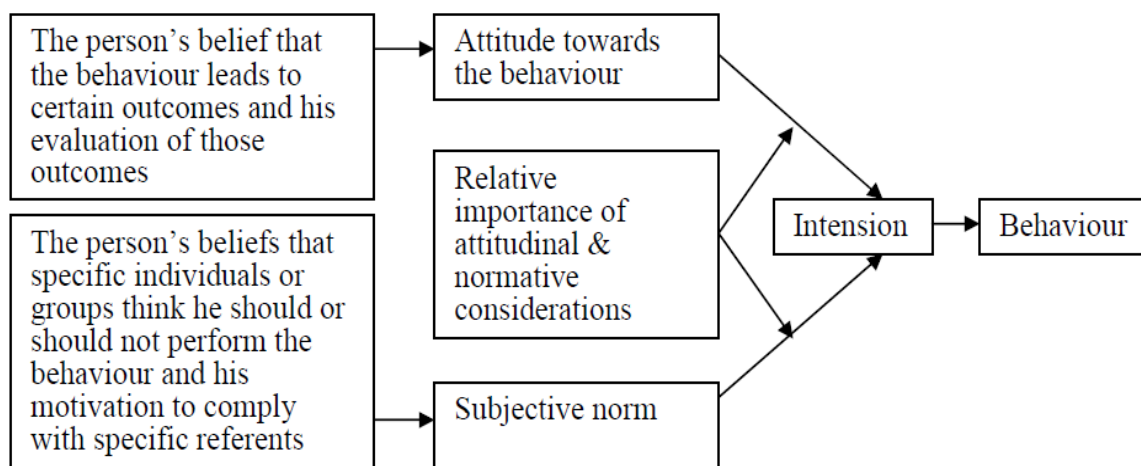 The person's belief that
the behaviour leads to
certain outcomes and his
evaluation of those
outcomes
Attitude towards
the behaviour
Relative
importance of
attitudinal &
normative
considerations
Intension
Behaviour
The person's beliefs that
specific individuals or
groups think he should or
should not perform the
behaviour and his
motivation to comply
with specific referents
Subjective norm